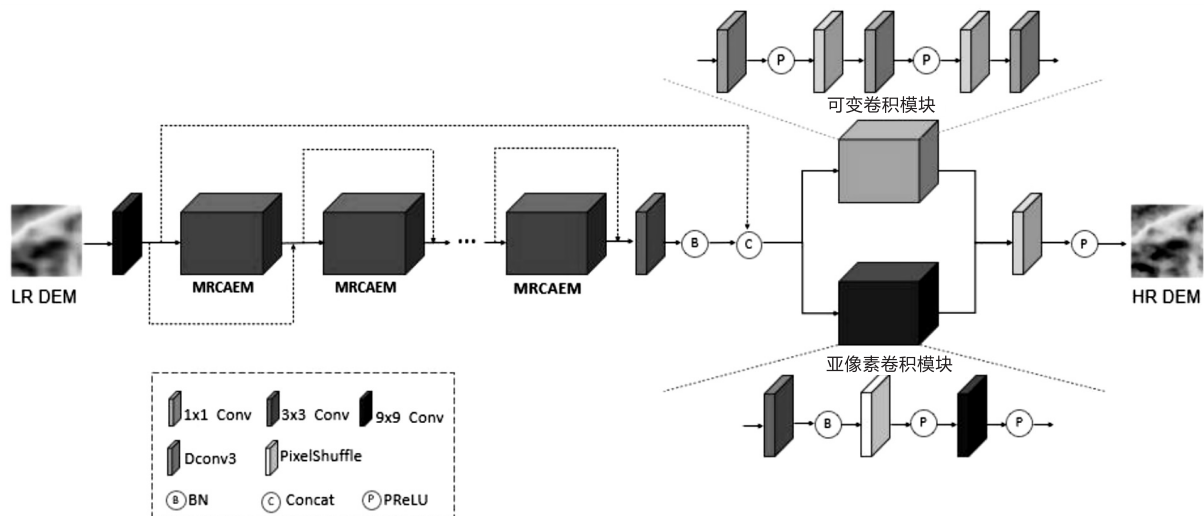 P
P
可变卷积模块
LR DEM
MRCAEM
MRCAEM
...
MRCAEM
B
C
P
HR DEM
亚像素卷积模块
B
P
P
1x1 Conv
3x3 Conv
9x9 Conv
Dconv3
PixelShuffle
B BN
C Concat
P PReLU